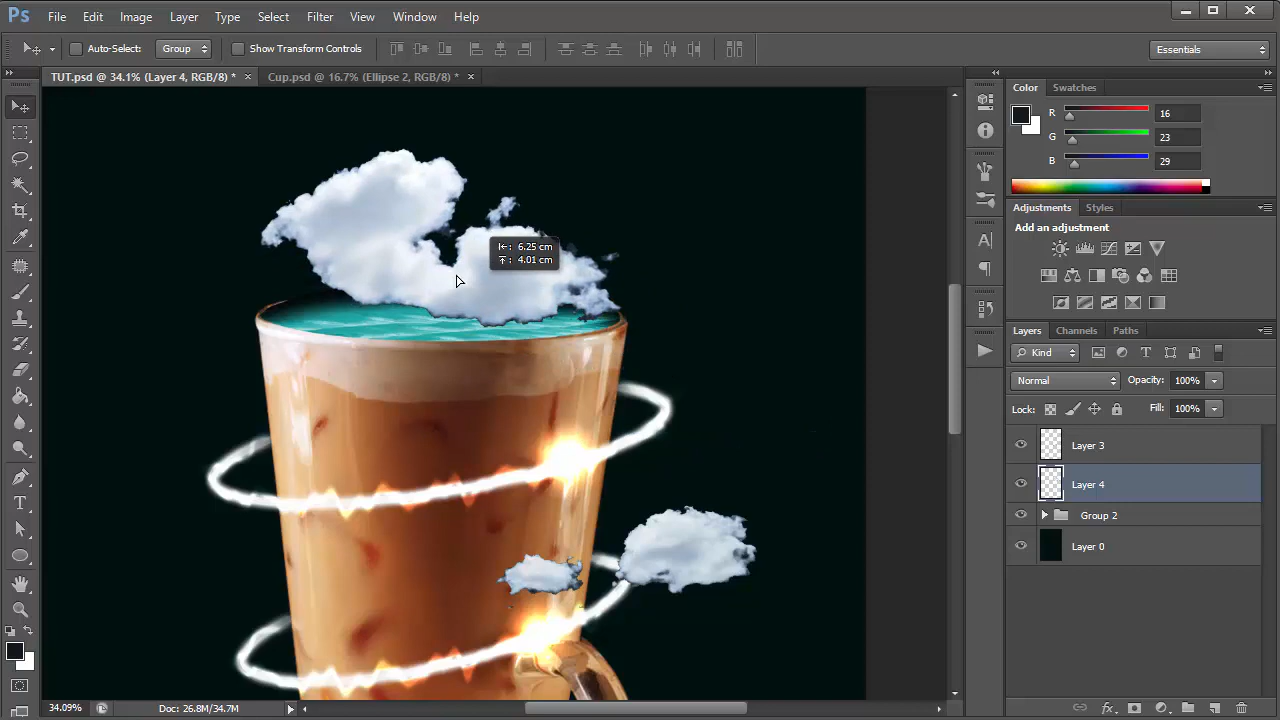 Ps File Edit Image Layer Type Select Filter View Window Help
Auto-Select: Group Show Transform Controls Essentials
TUT.psd @ 34.1% (Layer 4, RGB/8) * × Cup.psd @ 16.7% (Ellipse 2, RGB/8) * ×
Color Swatches
R 16
G 23
B 29
Adjustments Styles
Add an adjustment
6.25 cm
4.01 cm
Layers Channels Paths
Kind
Normal Opacity: 100%
Lock: Fill: 100%
Layer 3
Layer 4
Group 2
Layer 0
34.09% Doc: 26.8M/34.7M